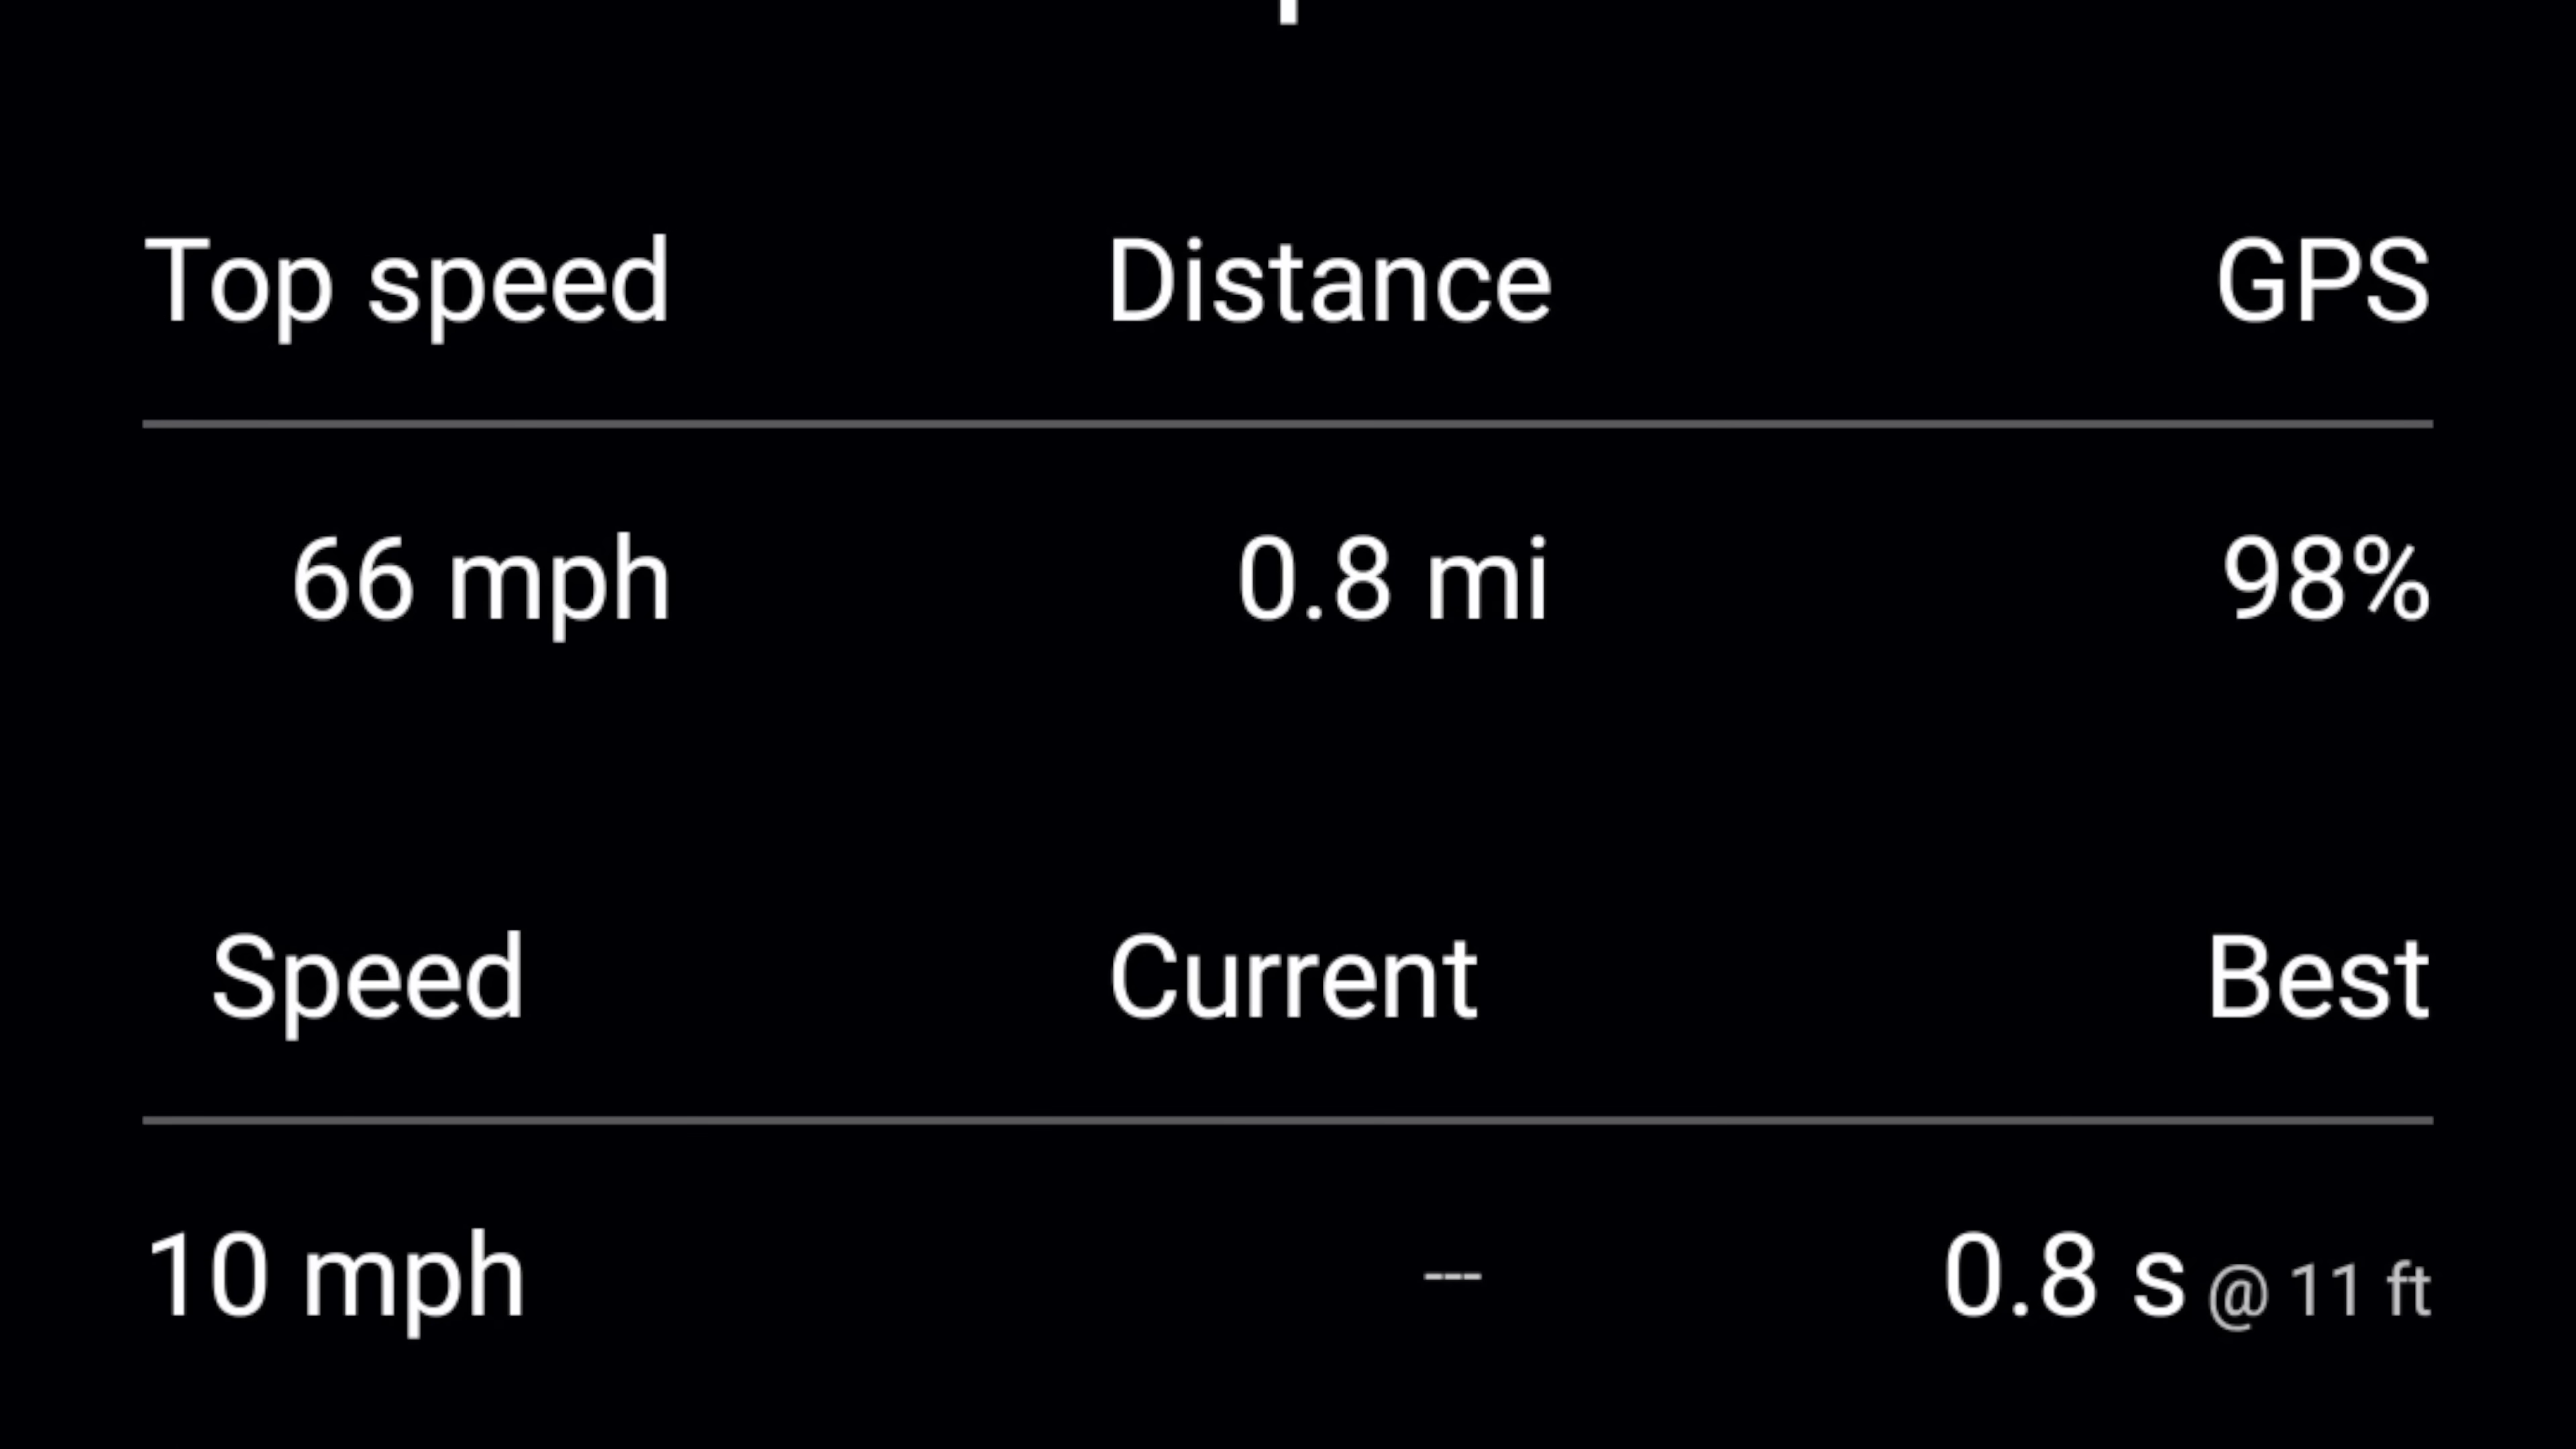 Top speed Distance GPS
66 mph 0.8 mi 98%
Speed Current Best
10 mph --- 0.8 s @ 11 ft